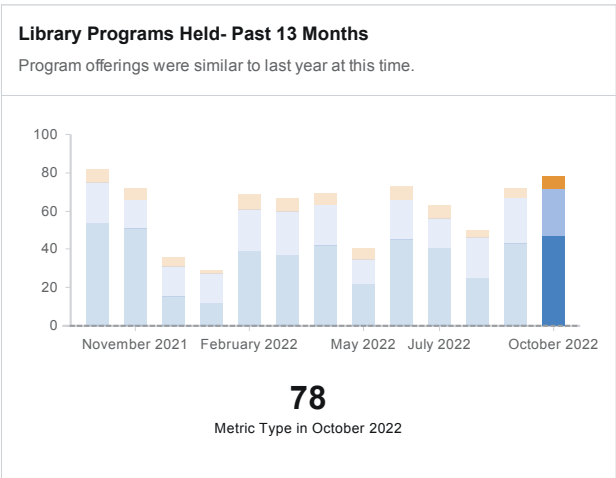 Library Programs Held- Past 13 Months
Program offerings were similar to last year at this time.
100
80
60
40
20
0
November 2021 February 2022 May 2022 July 2022 October 2022
78
Metric Type in October 2022